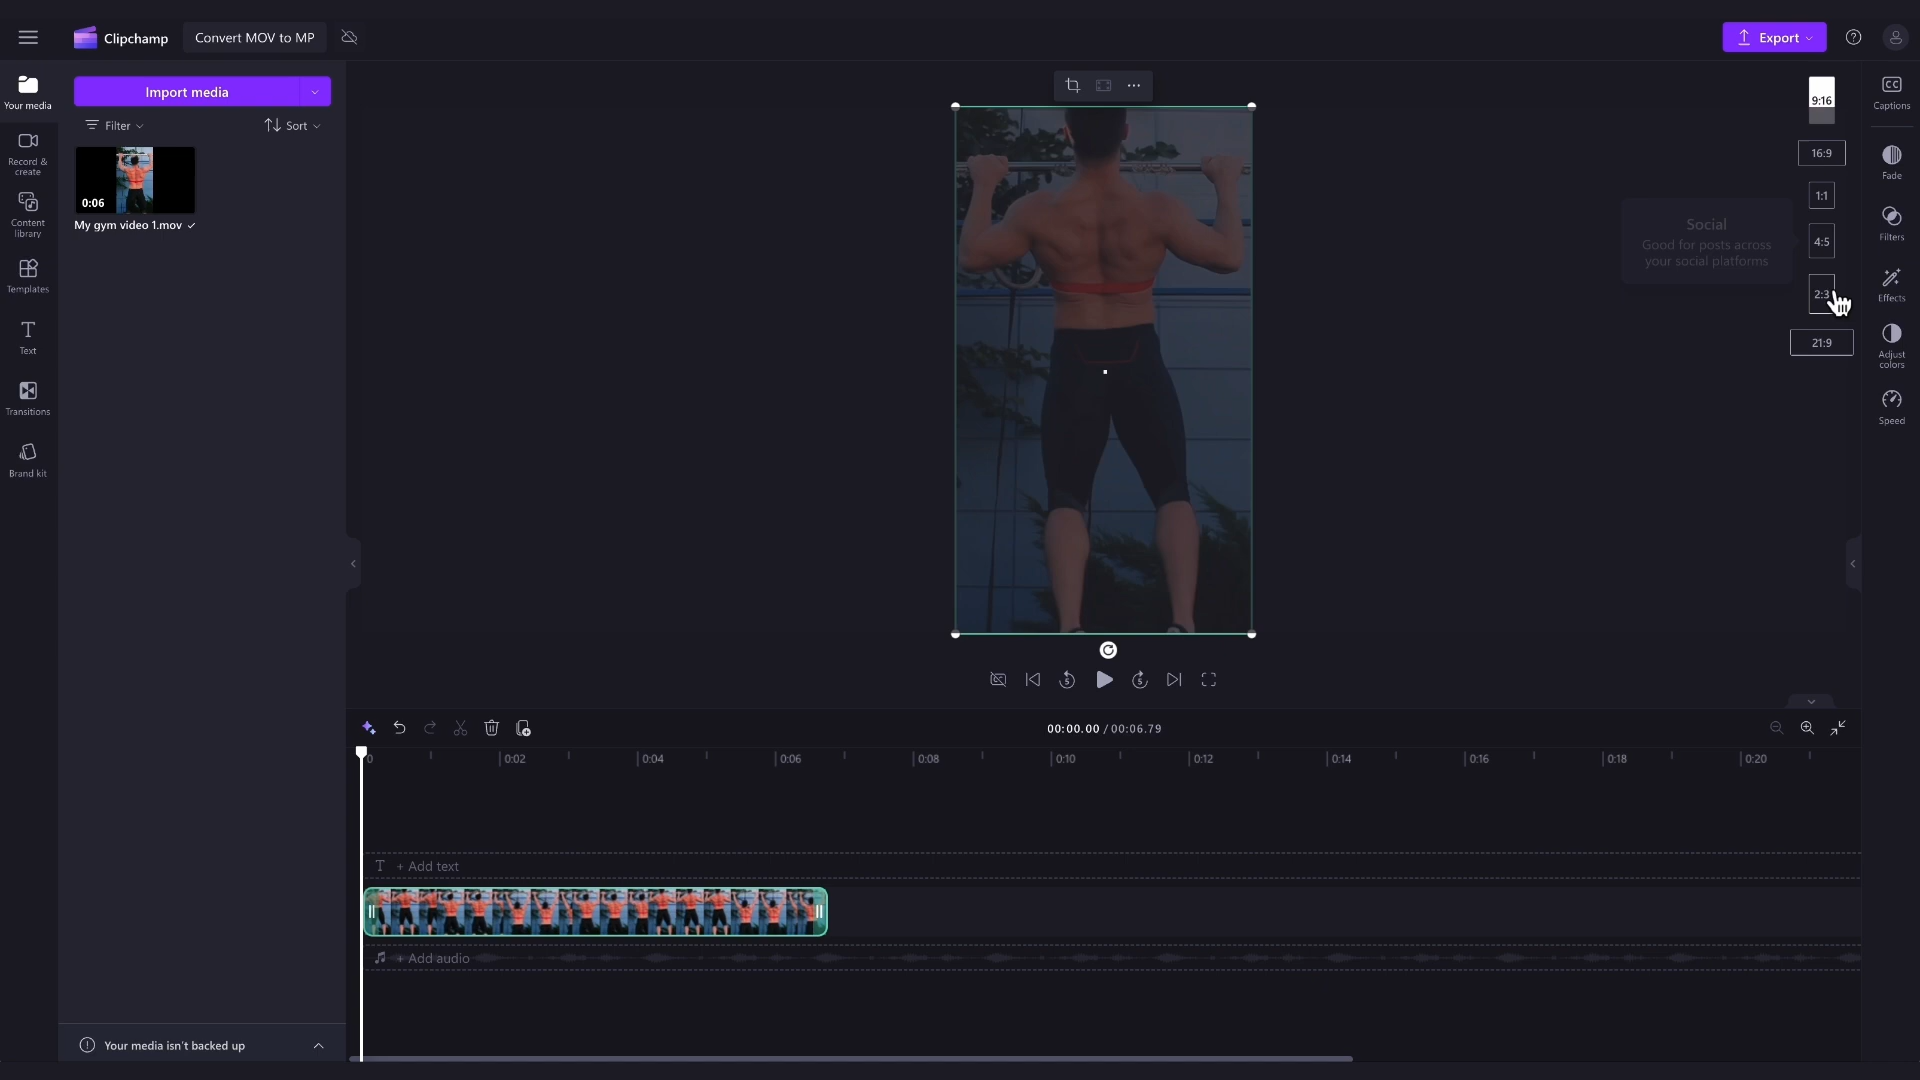 Clipchamp
Convert MOV to MP
Export
Your media
Import media
Filter
Sort
0:06
My gym video 1.mov
Record &
create
Content
library
Templates
Text
Transitions
Brand kit
9:16
16:9
1:1
4:5
2:3
21:9
Social
Good for posts across
your social platforms
CC
Captions
Fade
Filters
Effects
Adjust
colors
Speed
5
5
00:00.00 / 00:06.79
0
0:02
0:04
0:06
0:08
0:10
0:12
0:14
0:16
0:18
0:20
T + Add text
+ Add audio
Your media isn't backed up